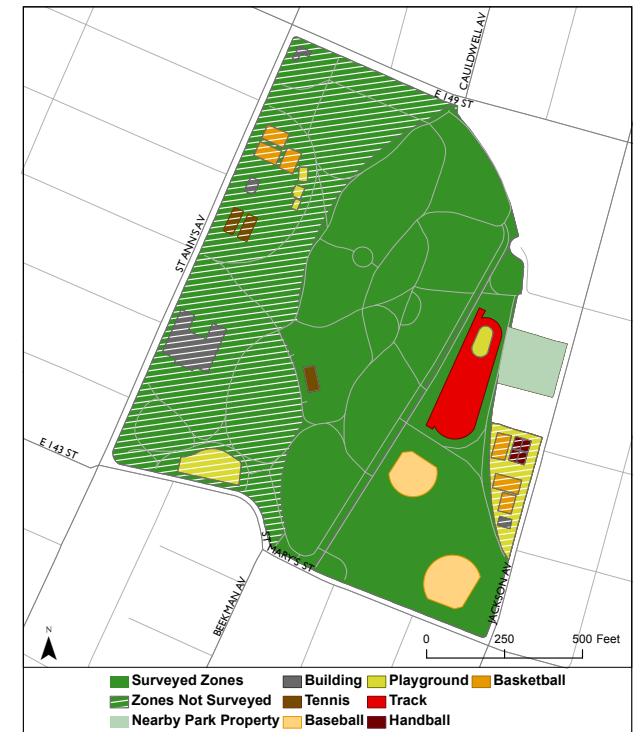 CAULDWELL AV
E 149 ST
ST ANN'S AV
E 143 ST
ST MARY'S ST
BEEKMAN AV
JACKSON AV
N
0 250 500 Feet
Surveyed Zones Building Playground Basketball
Zones Not Surveyed Tennis Track
Nearby Park Property Baseball Handball